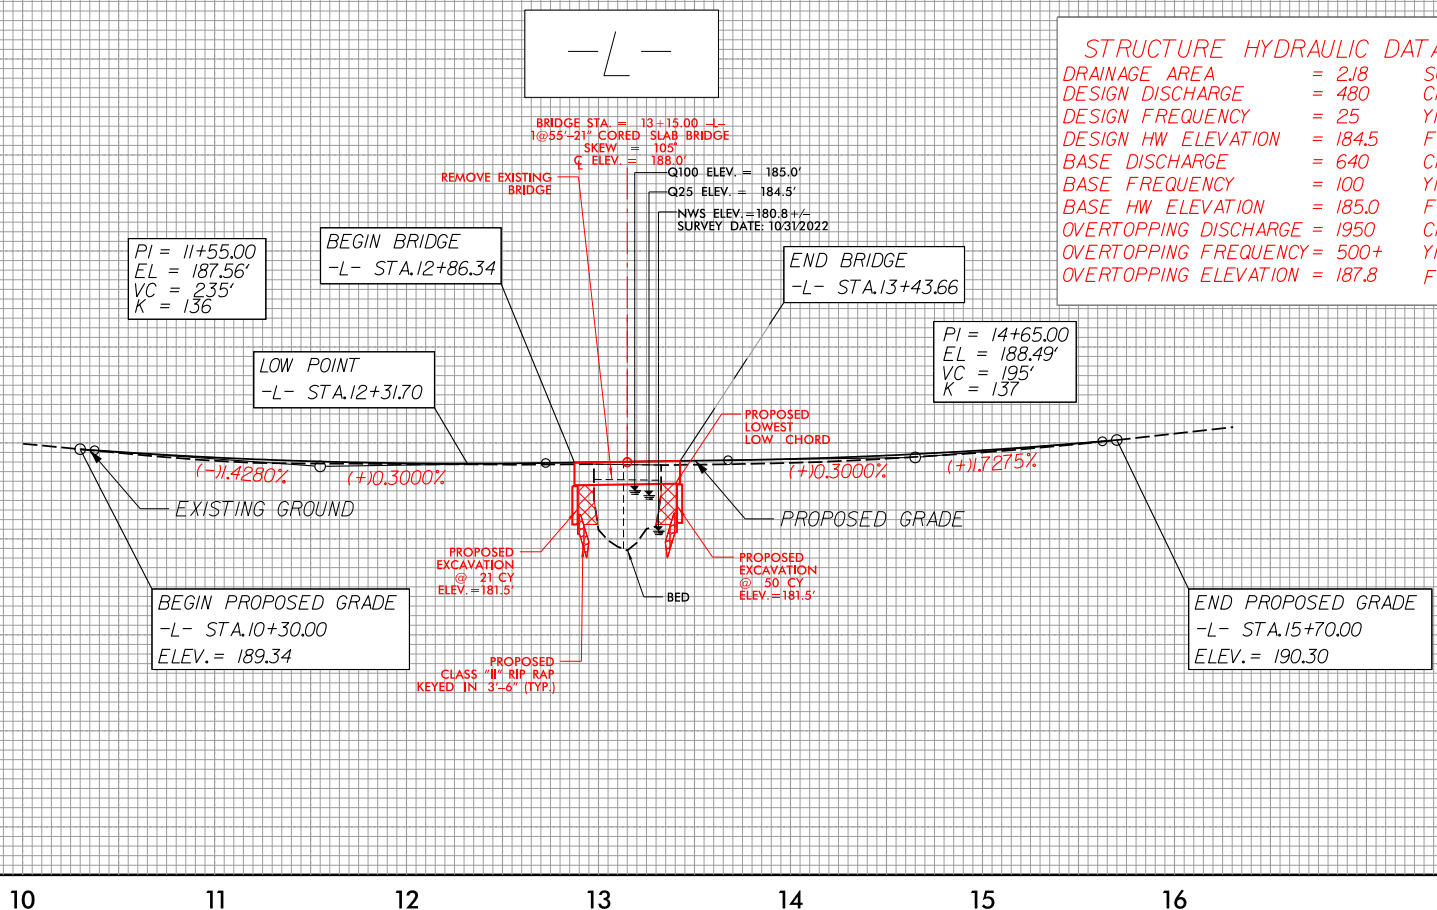 -L-
STRUCTURE HYDRAULIC DATA
DRAINAGE AREA = 2.18
DESIGN DISCHARGE = 480
DESIGN FREQUENCY = 25
DESIGN HW ELEVATION = 184.5
BASE DISCHARGE = 640
BASE FREQUENCY = 100
BASE HW ELEVATION = 185.0
OVERTOPPING DISCHARGE = 1950
OVERTOPPING FREQUENCY = 500+
OVERTOPPING ELEVATION = 187.8
BRIDGE STA. = 13+15.00 -L-
1@55'-21" CORED SLAB BRIDGE
SKEW = 105°
℄ ELEV. = 188.0'
REMOVE EXISTING
BRIDGE
Q100 ELEV. = 185.0'
Q25 ELEV. = 184.5'
NWS ELEV.=180.8+/-
SURVEY DATE: 10/31/2022
PI = 11+55.00
EL = 187.56'
VC = 235'
K = 136
BEGIN BRIDGE
-L- STA.12+86.34
END BRIDGE
-L- STA.13+43.66
LOW POINT
-L- STA.12+31.70
PI = 14+65.00
EL = 188.49'
VC = 195'
K = 137
PROPOSED
LOWEST
LOW CHORD
(-)1.4280%
(+)0.3000%
(+)0.3000%
(+)1.7275%
EXISTING GROUND
PROPOSED GRADE
PROPOSED
EXCAVATION
@ 21 CY
ELEV.=181.5'
PROPOSED
EXCAVATION
@ 50 CY
ELEV.=181.5'
BED
BEGIN PROPOSED GRADE
-L- STA.10+30.00
ELEV.= 189.34
END PROPOSED GRADE
-L- STA.15+70.00
ELEV.= 190.30
PROPOSED
CLASS "II" RIP RAP
KEYED IN 3'-6" (TYP.)
10 11 12 13 14 15 16